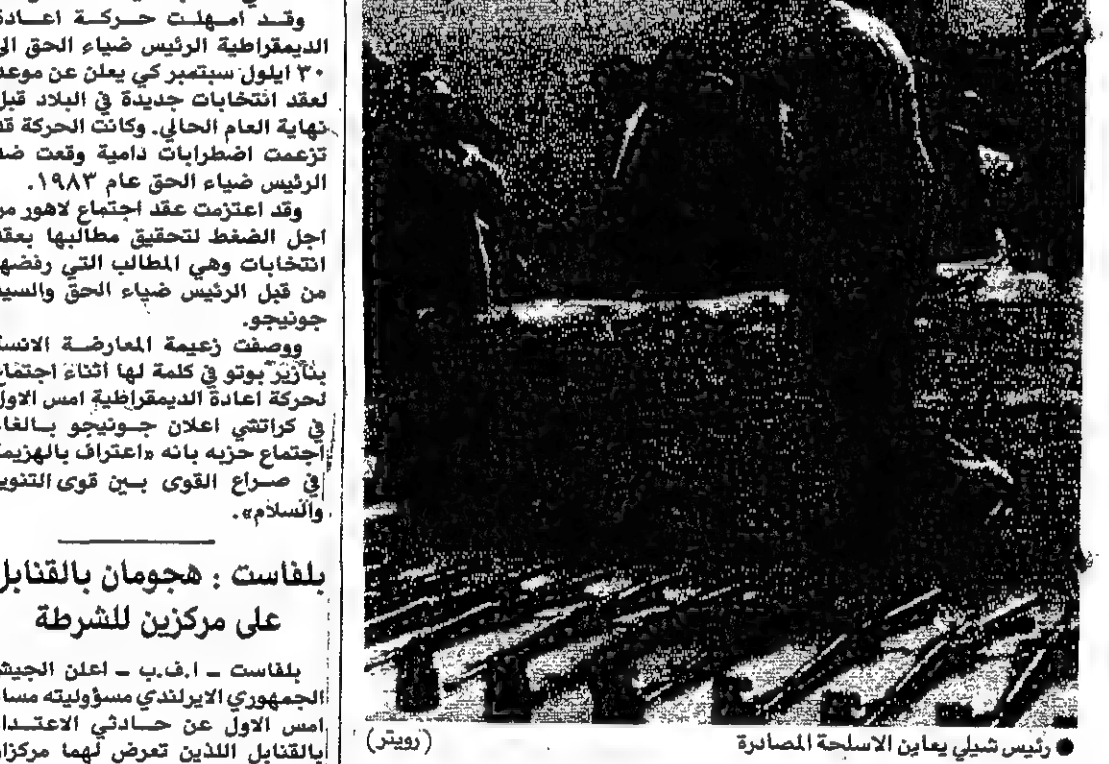 وقد امهلت حركة اعادة
الديمقراطية الرئيس ضياء الحق الى
٣٠ ايلول سبتمبر كي يعلن عن موعد
لعقد انتخابات جديدة في البلاد قبل
نهاية العام الحالي. وكانت الحركة قد
تزعمت اضطرابات دامية وقعت ضد
الرئيس ضياء الحق عام ١٩٨٣.
وقد اعتزمت عقد اجتماع لاهور من
اجل الضغط لتحقيق مطالبها بعقد
انتخابات وهي المطالب التي رفضها
من قبل الرئيس ضياء الحق والسيد
جونيجو.
ووصفت زعيمة المعارضة الانسة
بنازير بوتو في كلمة لها أثناء اجتماع
لحركة اعادة الديمقراطية امس الاول
في كراتشي اعلان جونيجو بالغاء
اجتماع حزبه بانه «اعتراف بالهزيمة
في صراع القوى بين قوى التنوير
والسلام».
بلفاست : هجومان بالقنابل
على مركزين للشرطة
بلفاست ــ ا.ف.ب ــ اعلن الجيش
الجمهوري الايرلندي مسؤوليته مساء
امس الاول عن حادثي الاعتداء
بالقنابل اللذين تعرض لهما مركزان
● رئيس شيلي يعاين الاسلحة المصادرة (رويتر)